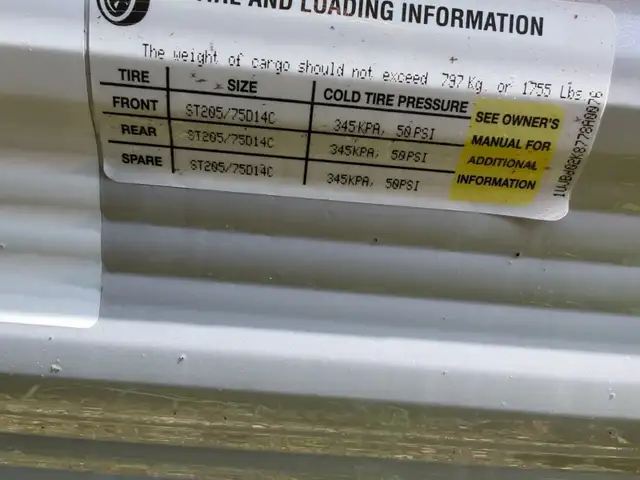 AND LOADING INFORMATION
The weight of cargo should not exceed 797 Kg. or 1755 Lbs.
TIRE SIZE COLD TIRE PRESSURE SEE OWNER'S MANUAL FOR ADDITIONAL INFORMATION
FRONT ST205/75D14C 345KPA, 50PSI
REAR ST205/75D14C 345KPA, 50PSI
SPARE ST205/75D14C 345KPA, 50PSI